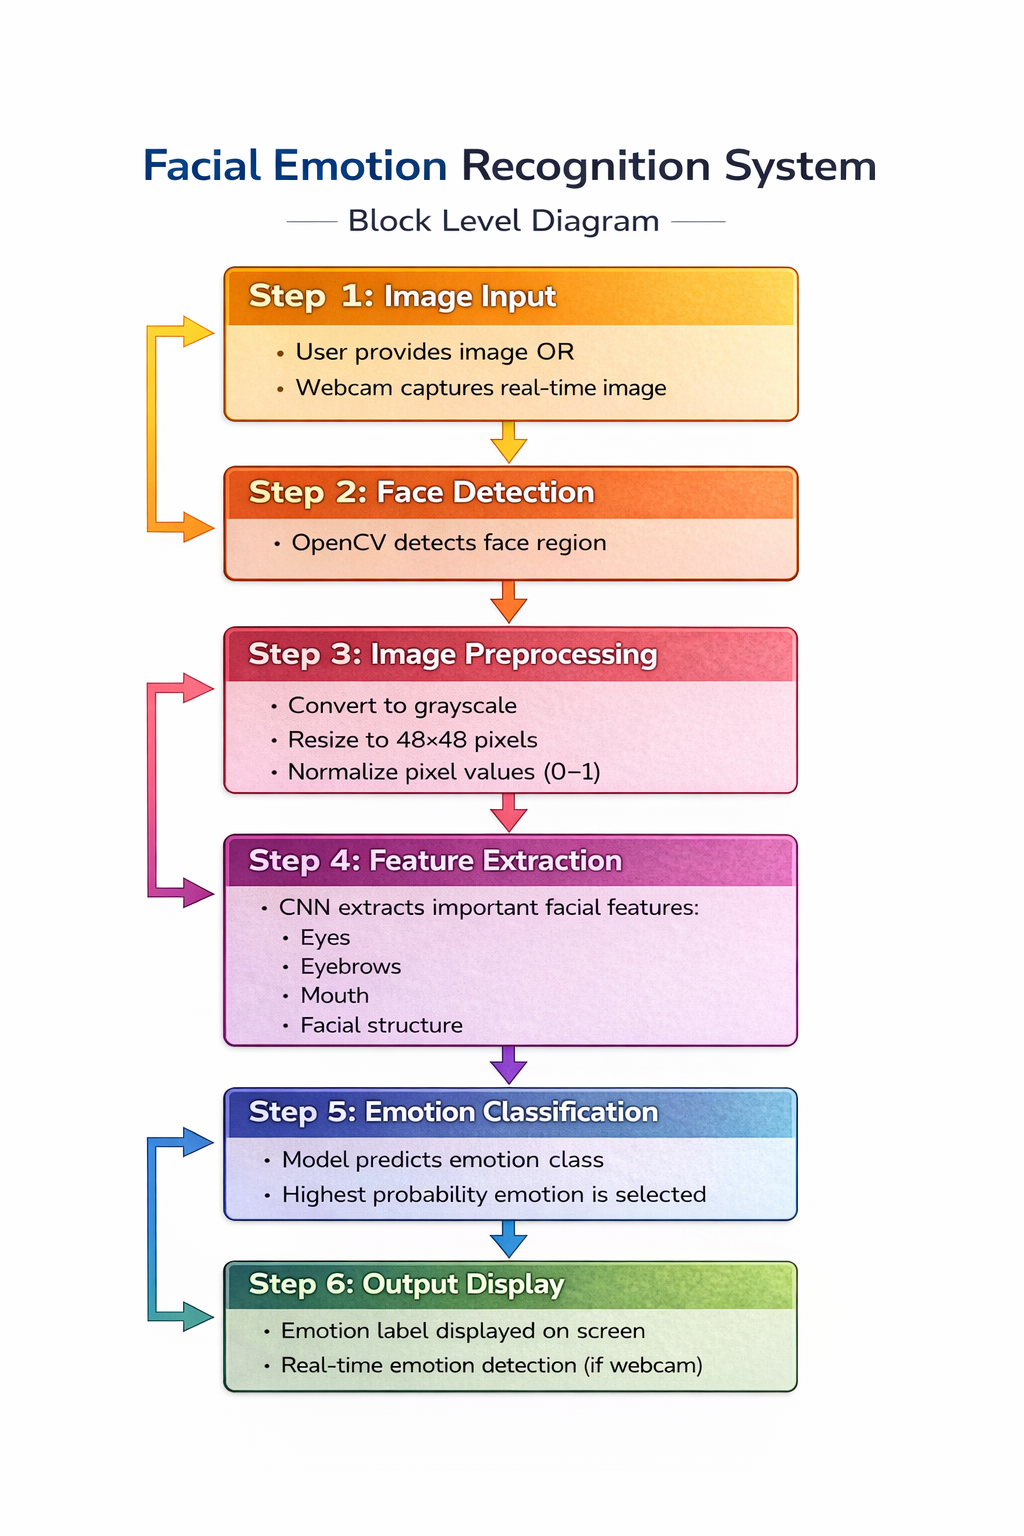 Facial Emotion Recognition System
Block Level Diagram
Step 1: Image Input
• User provides image OR
• Webcam captures real-time image
Step 2: Face Detection
• OpenCV detects face region
Step 3: Image Preprocessing
• Convert to grayscale
• Resize to 48×48 pixels
• Normalize pixel values (0–1)
Step 4: Feature Extraction
• CNN extracts important facial features:
• Eyes
• Eyebrows
• Mouth
• Facial structure
Step 5: Emotion Classification
• Model predicts emotion class
• Highest probability emotion is selected
Step 6: Output Display
• Emotion label displayed on screen
• Real-time emotion detection (if webcam)